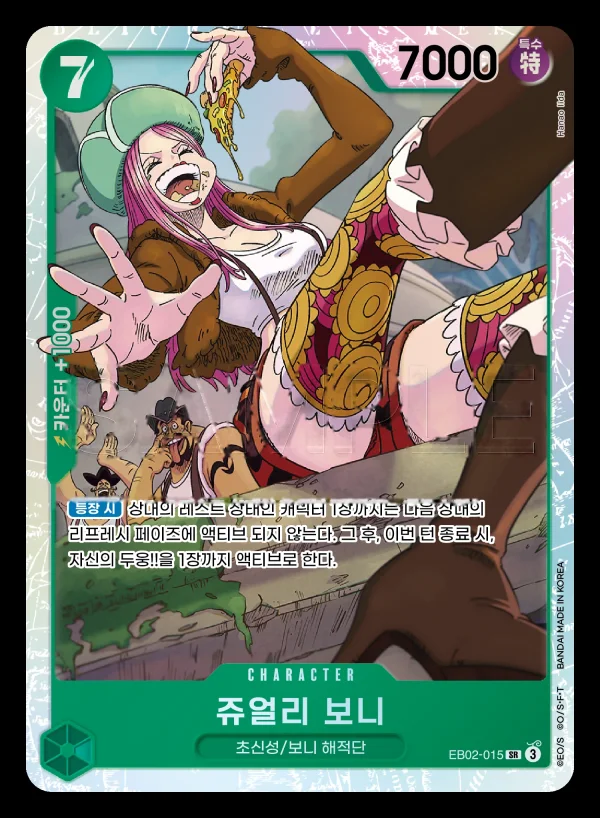 7
7000
특수
特
Hanao Iida
카운터 +1000
SAMPLE
등장 시 상대의 레스트 상태인 캐릭터 1장까지는 다음 상대의
리프레시 페이즈에 액티브 되지 않는다. 그 후, 이번 턴 종료 시,
자신의 두웅!!을 1장까지 액티브로 한다.
BANDAI MADE IN KOREA
©EO/S ©O/S·F·T
CHARACTER
쥬얼리 보니
초신성/보니 해적단
EB02-015 SR 3